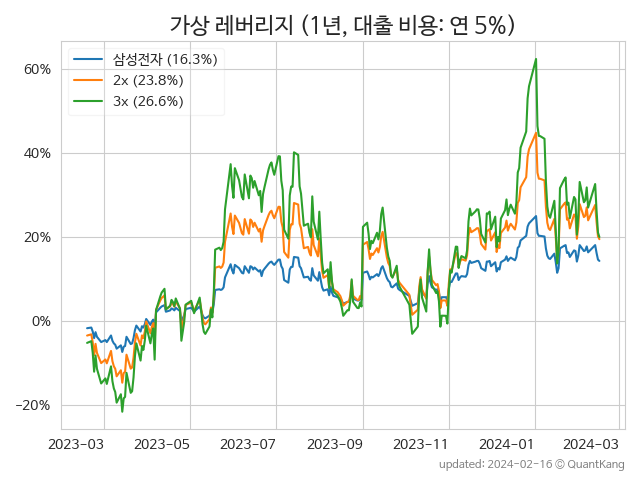 가상 레버리지 (1년, 대출 비용: 연 5%)
삼성전자 (16.3%)
2x (23.8%)
3x (26.6%)
60%
40%
20%
0%
−20%
2023-03 2023-05 2023-07 2023-09 2023-11 2024-01 2024-03
updated: 2024-02-16 © QuantKang